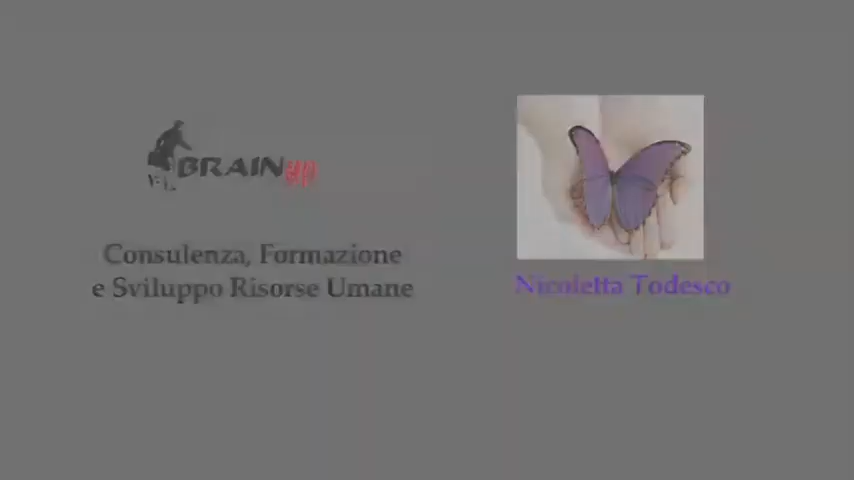 BRAIN
Consulenza, Formazione
e Sviluppo Risorse Umane
Nicoletta Todesco